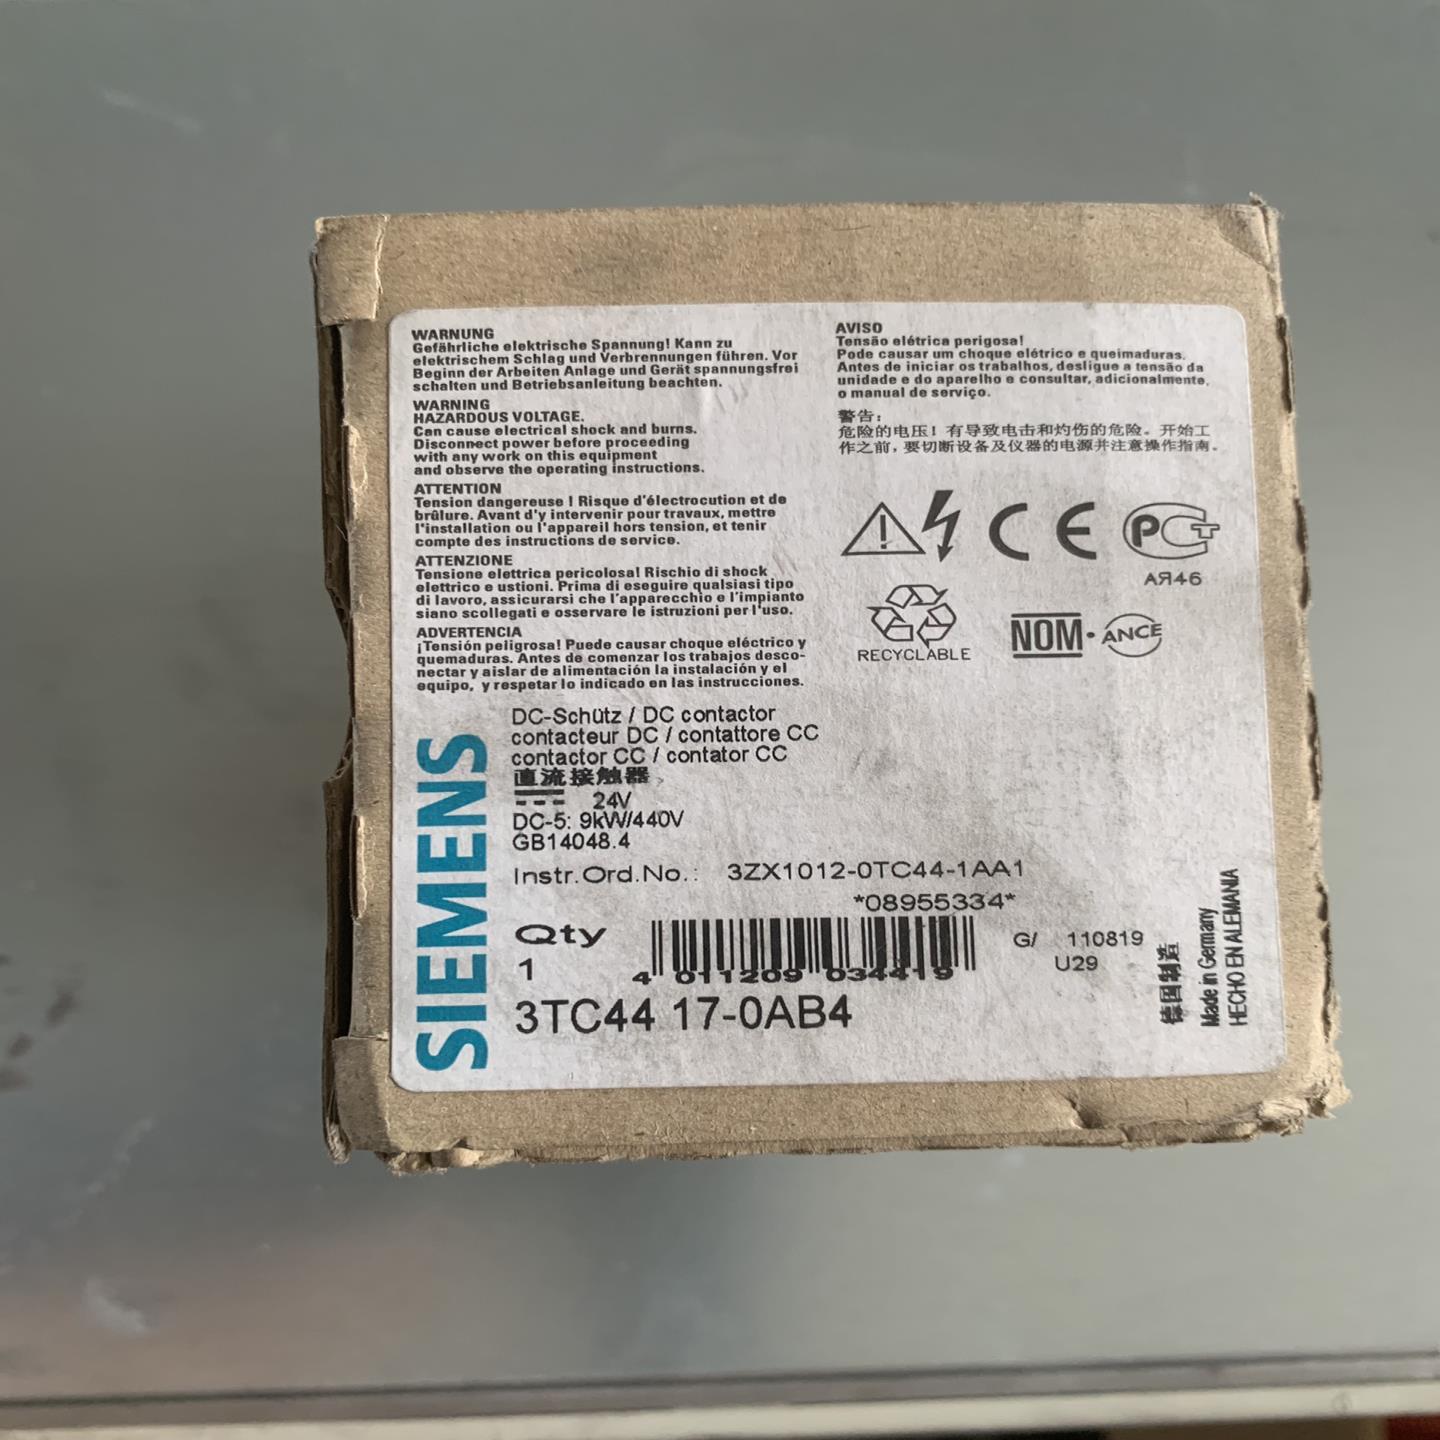 WARNUNG
Gefährliche elektrische Spannung! Kann zu
elektrischem Schlag und Verbrennungen führen. Vor
Beginn der Arbeiten Anlage und Gerät spannungsfrei
schalten und Betriebsanleitung beachten.
WARNING
HAZARDOUS VOLTAGE.
Can cause electrical shock and burns.
Disconnect power before proceeding
with any work on this equipment
and observe the operating instructions.
ATTENTION
Tension dangereuse ! Risque d'électrocution et de
brûlure. Avant d'y intervenir pour travaux, mettre
l'installation ou l'appareil hors tension, et tenir
compte des instructions de service.
ATTENZIONE
Tensione elettrica pericolosa! Rischio di shock
elettrico e ustioni. Prima di eseguire qualsiasi tipo
di lavoro, assicurarsi che l'apparecchio e l'impianto
siano scollegati e osservare le istruzioni per l'uso.
ADVERTENCIA
¡Tensión peligrosa! Puede causar choque eléctrico y
quemaduras. Antes de comenzar los trabajos desco-
nectar y aislar de alimentación la instalación y el
equipo, y respetar lo indicado en las instrucciones.
AVISO
Tensão elétrica perigosa!
Pode causar um choque elétrico e queimaduras.
Antes de iniciar os trabalhos, desligue a tensão da
unidade e do aparelho e consultar, adicionalmente,
o manual de serviço.
警告:
危险的电压! 有导致电击和灼伤的危险。开始工
作之前,要切断设备及仪器的电源并注意操作指南。
CE
РСТ
АЯ46
RECYCLABLE
NOM·ANCE
SIEMENS
DC-Schütz / DC contactor
contacteur DC / contattore CC
contactor CC / contator CC
直流接触器
24V
DC-5: 9kW/440V
GB14048.4
Instr.Ord.No.: 3ZX1012-0TC44-1AA1
*08955334*
Qty
1
4 011209 034419
G/ 110819
U29
3TC44 17-0AB4
德国制造
Made in Germany
HECHO EN ALEMANIA